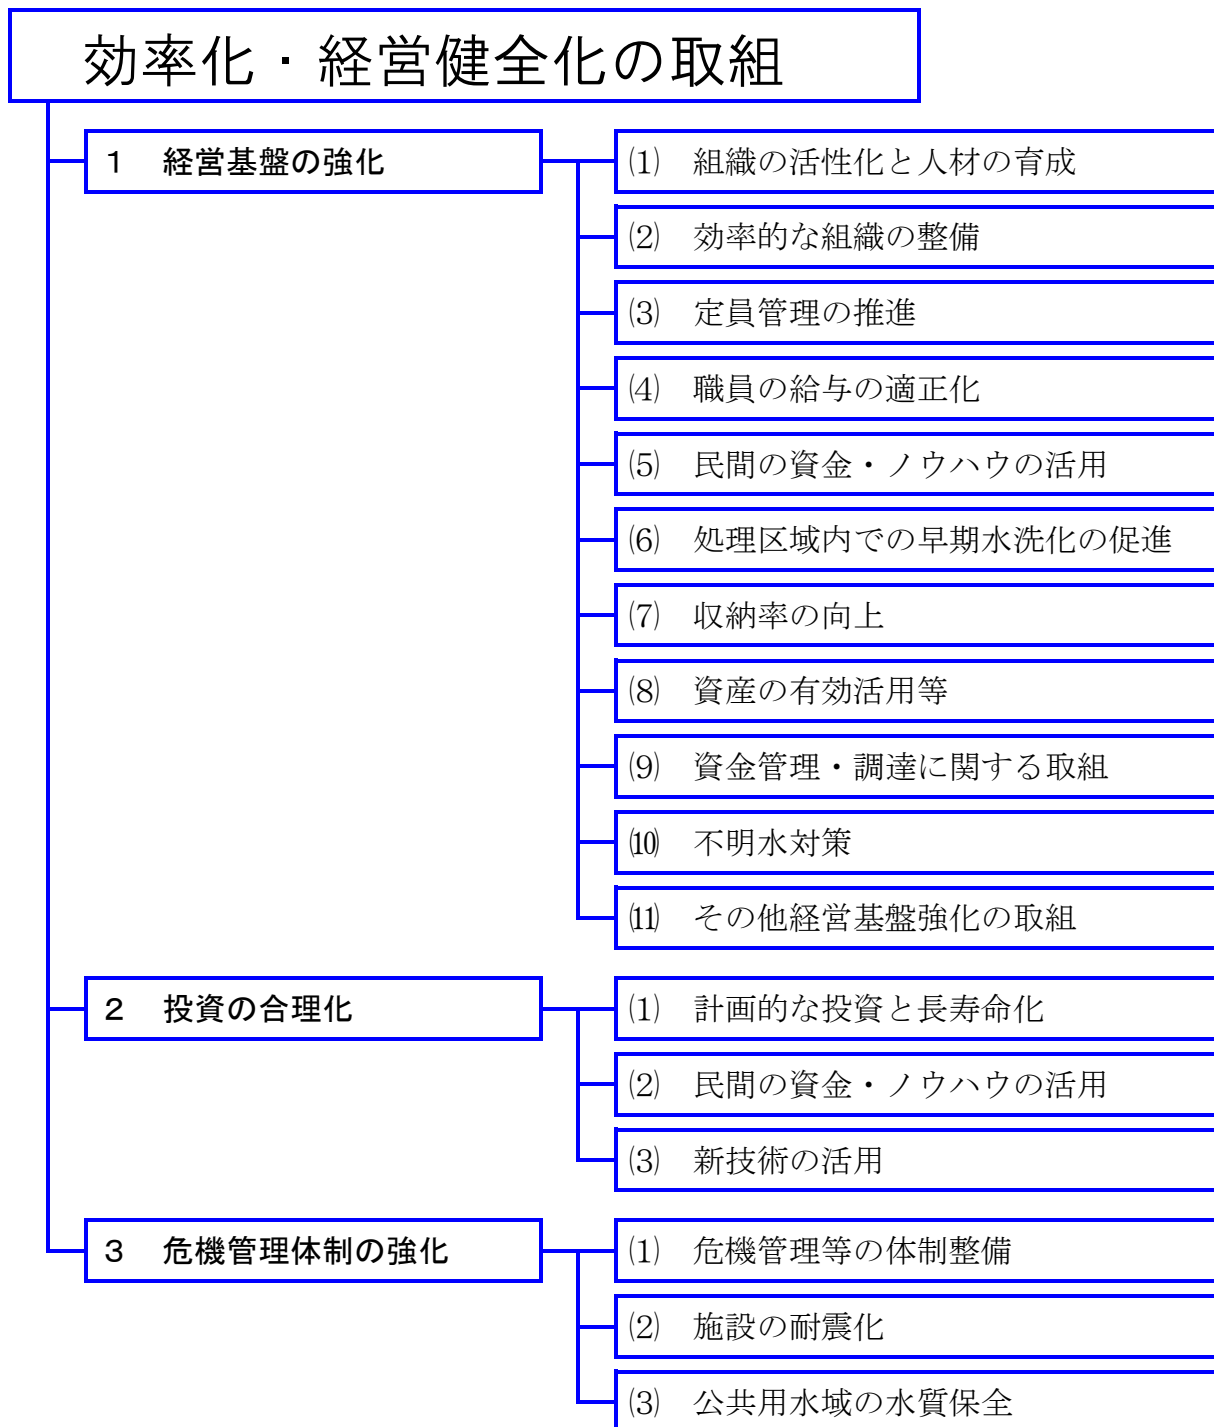 効率化・経営健全化の取組
１　経営基盤の強化
⑴　組織の活性化と人材の育成
⑵　効率的な組織の整備
⑶　定員管理の推進
⑷　職員の給与の適正化
⑸　民間の資金・ノウハウの活用
⑹　処理区域内での早期水洗化の促進
⑺　収納率の向上
⑻　資産の有効活用等
⑼　資金管理・調達に関する取組
⑽　不明水対策
⑾　その他経営基盤強化の取組
２　投資の合理化
⑴　計画的な投資と長寿命化
⑵　民間の資金・ノウハウの活用
⑶　新技術の活用
３　危機管理体制の強化
⑴　危機管理等の体制整備
⑵　施設の耐震化
⑶　公共用水域の水質保全